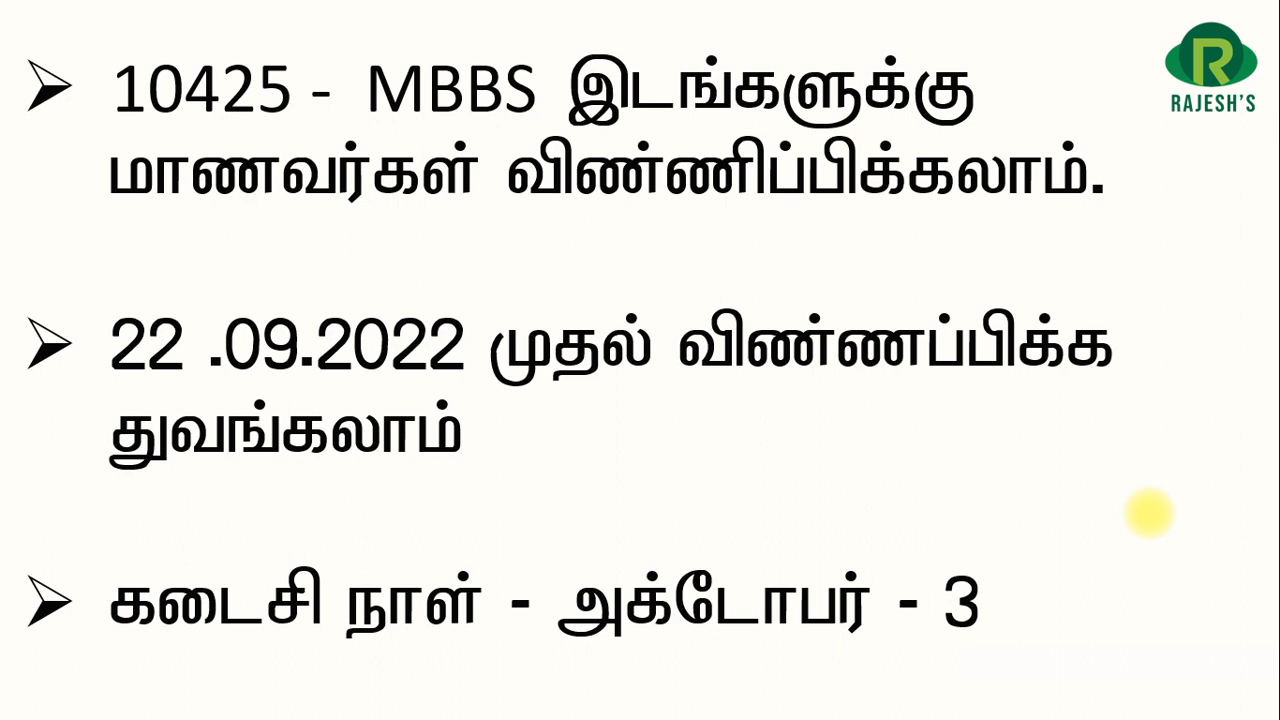 10425 - MBBS இடங்களுக்கு
மாணவர்கள் விண்ணிப்பிக்கலாம்.
22 .09.2022 முதல் விண்ணப்பிக்க
துவங்கலாம்
கடைசி நாள் - அக்டோபர் - 3
R
RAJESH'S